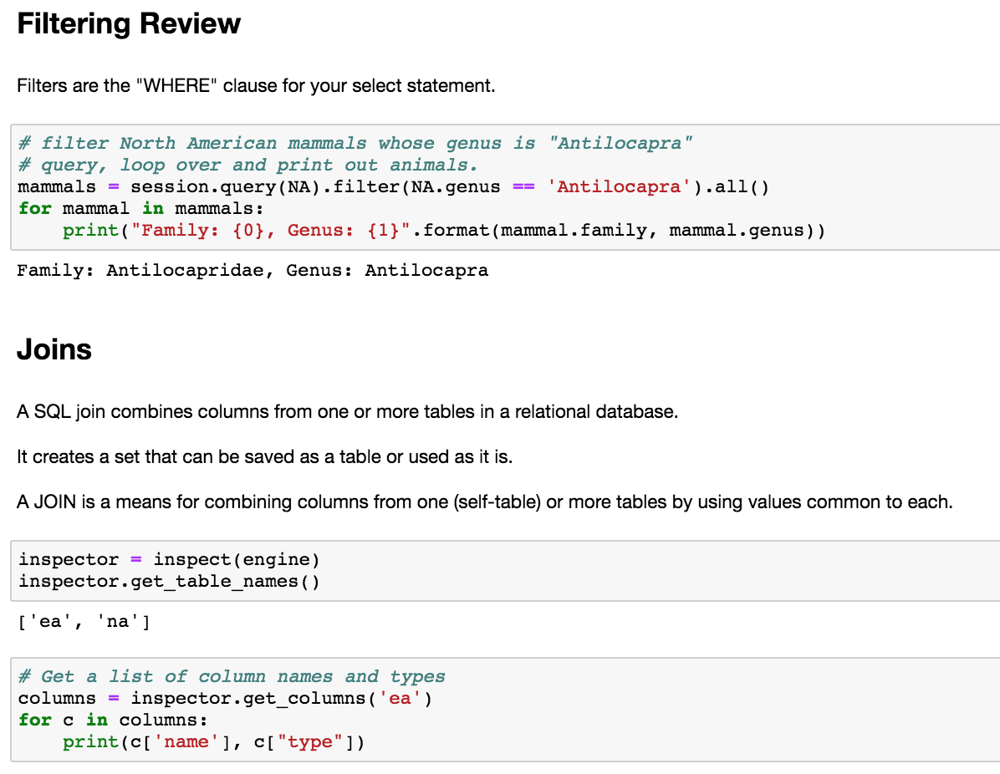 Filtering Review
Filters are the "WHERE" clause for your select statement.
# filter North American mammals whose genus is "Antilocapra"
# query, loop over and print out animals.
mammals = session.query(NA).filter(NA.genus == 'Antilocapra').all()
for mammal in mammals:
    print("Family: {0}, Genus: {1}".format(mammal.family, mammal.genus))
Family: Antilocapridae, Genus: Antilocapra
Joins
A SQL join combines columns from one or more tables in a relational database.
It creates a set that can be saved as a table or used as it is.
A JOIN is a means for combining columns from one (self-table) or more tables by using values common to each.
inspector = inspect(engine)
inspector.get_table_names()
['ea', 'na']
# Get a list of column names and types
columns = inspector.get_columns('ea')
for c in columns:
    print(c['name'], c["type"])